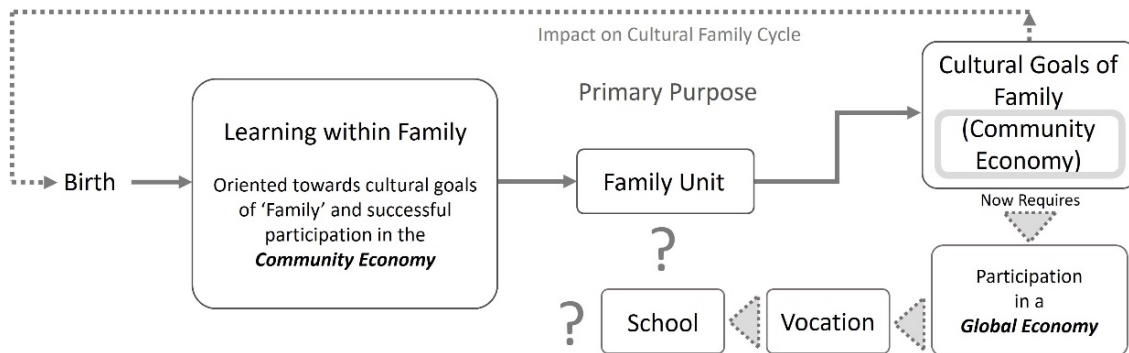 Impact on Cultural Family Cycle
Cultural Goals of
Family
(Community
Economy)
Primary Purpose
Learning within Family
Oriented towards cultural goals
of ‘Family’ and successful
participation in the
Community Economy
Birth
Family Unit
Now Requires
?
Participation
in a
Global Economy
?
School
Vocation